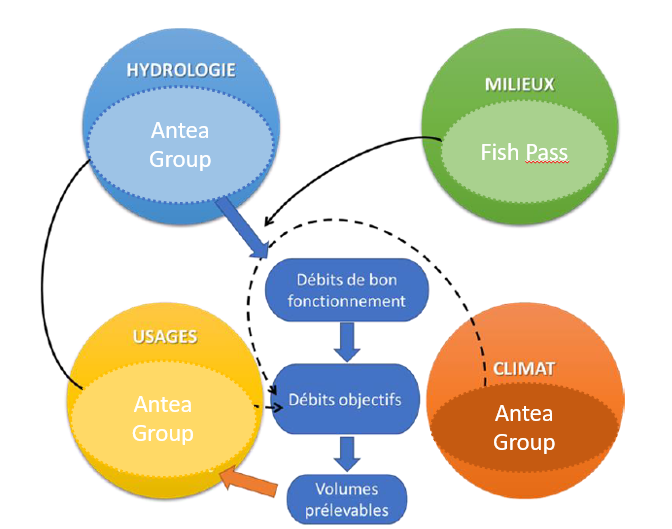 HYDROLOGIE
Antea
Group
MILIEUX
Fish Pass
Débits de bon
fonctionnement
USAGES
Antea
Group
Débits objectifs
CLIMAT
Antea
Group
Volumes
prélevables